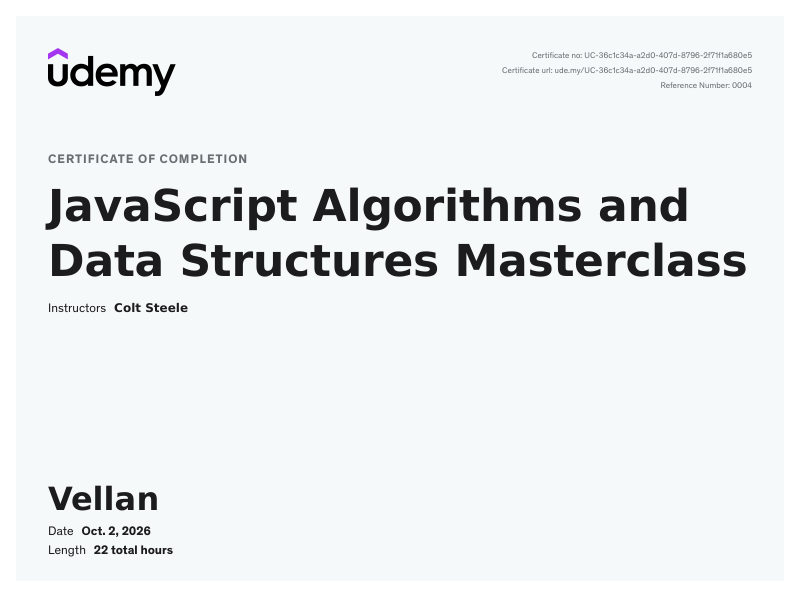 udemy
Certificate no: UC-36c1c34a-a2d0-407d-8796-2f71f1a680e5
Certificate url: ude.my/UC-36c1c34a-a2d0-407d-8796-2f71f1a680e5
Reference Number: 0004
CERTIFICATE OF COMPLETION
JavaScript Algorithms and
Data Structures Masterclass
Instructors Colt Steele
Vellan
Date Oct. 2, 2026
Length 22 total hours